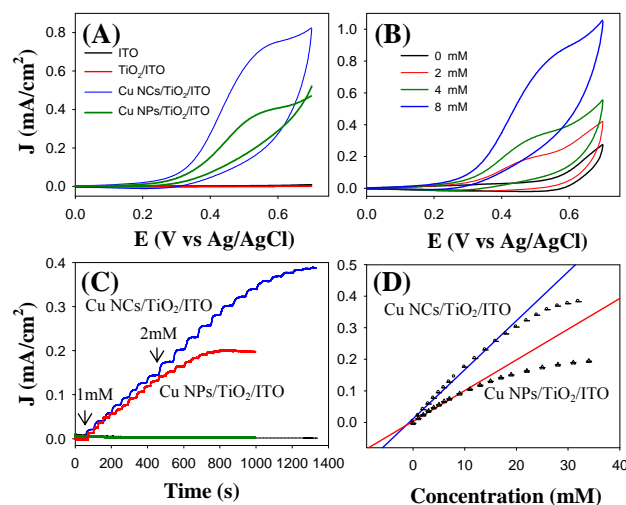 (A)
J (mA/cm²)
0.8
0.6
0.4
0.2
0.0
ITO
TiO₂/ITO
Cu NCs/TiO₂/ITO
Cu NPs/TiO₂/ITO
0.0 0.2 0.4 0.6
E (V vs Ag/AgCl)
(B)
1.0
0.8
0.6
0.4
0.2
0.0
0 mM
2 mM
4 mM
8 mM
0.0 0.2 0.4 0.6
E (V vs Ag/AgCl)
(C)
J (mA/cm²)
0.4
0.3
0.2
0.1
0.0
Cu NCs/TiO₂/ITO
2mM
Cu NPs/TiO₂/ITO
1mM
0 200 400 600 800 1000 1200 1400
Time (s)
(D)
0.5
0.4
0.3
0.2
0.1
0.0
Cu NCs/TiO₂/ITO
Cu NPs/TiO₂/ITO
0 10 20 30 40
Concentration (mM)